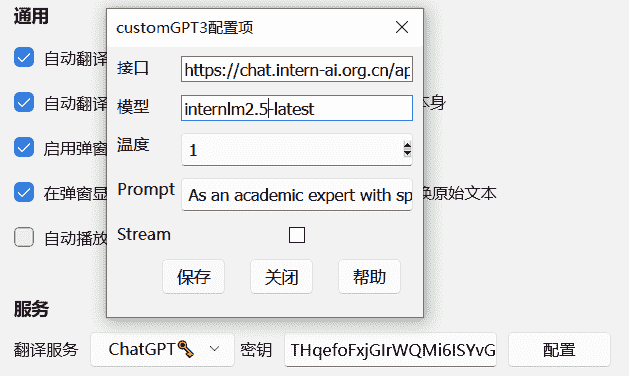 通用
customGPT3配置项
自动翻译
接口
https://chat.intern-ai.org.cn/ap
自动翻译
模型
internlm2.5-latest
本身
启用弹窗
温度
1
在弹窗显
Prompt
As an academic expert with sp
换原始文本
自动播放
Stream
保存 关闭 帮助
服务
翻译服务 ChatGPT 密钥 THqefoFxjGIrWQMi6ISYvG 配置